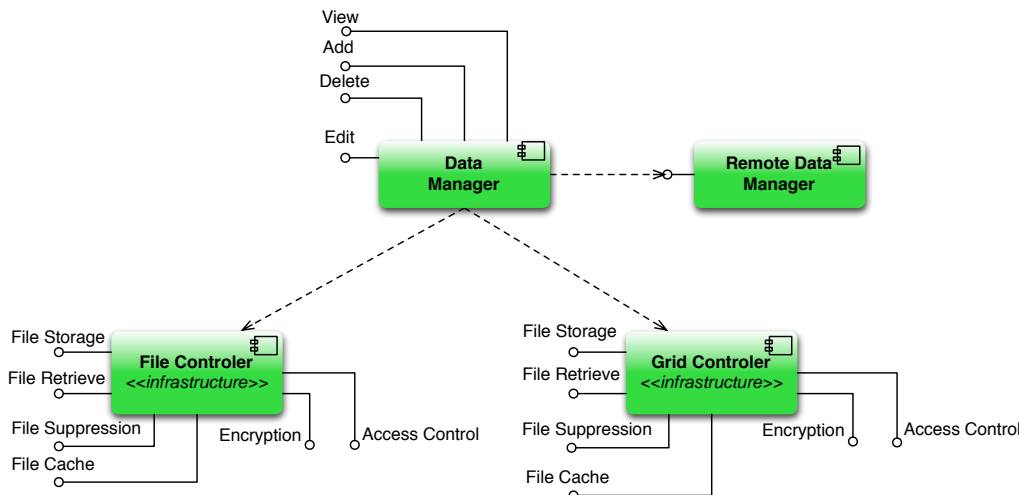 View
Add
Delete
Edit
Data
Manager
Remote Data
Manager
File Storage
File Retrieve
File Suppression
File Cache
File Controler
<<infrastructure>>
Encryption
Access Control
File Storage
File Retrieve
File Suppression
File Cache
Grid Controler
<<infrastructure>>
Encryption
Access Control